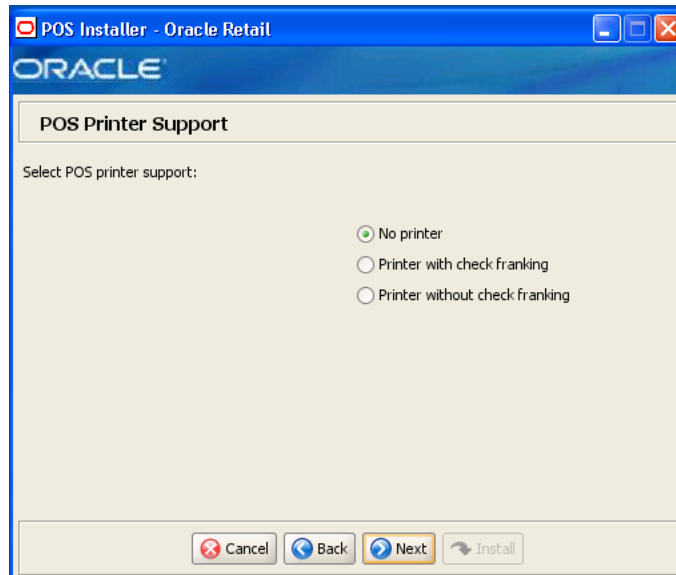 POS Installer - Oracle Retail
ORACLE
POS Printer Support
Select POS printer support:
No printer
Printer with check franking
Printer without check franking
Cancel Back Next Install